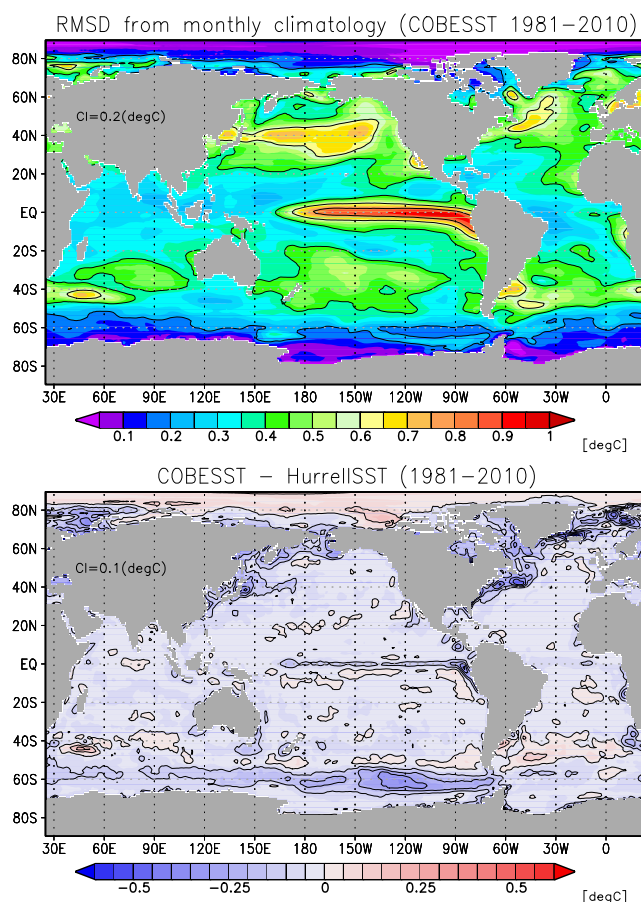 RMSD from monthly climatology (COBESST 1981−2010)
80N
60N
40N
20N
EQ
20S
40S
60S
80S
CI=0.2(degC)
30E 60E 90E 120E 150E 180 150W 120W 90W 60W 30W 0
0.1 0.2 0.3 0.4 0.5 0.6 0.7 0.8 0.9 1
[degC]
COBESST − HurrellSST (1981−2010)
80N
60N
40N
20N
EQ
20S
40S
60S
80S
CI=0.1(degC)
30E 60E 90E 120E 150E 180 150W 120W 90W 60W 30W 0
−0.5 −0.25 0 0.25 0.5
[degC]